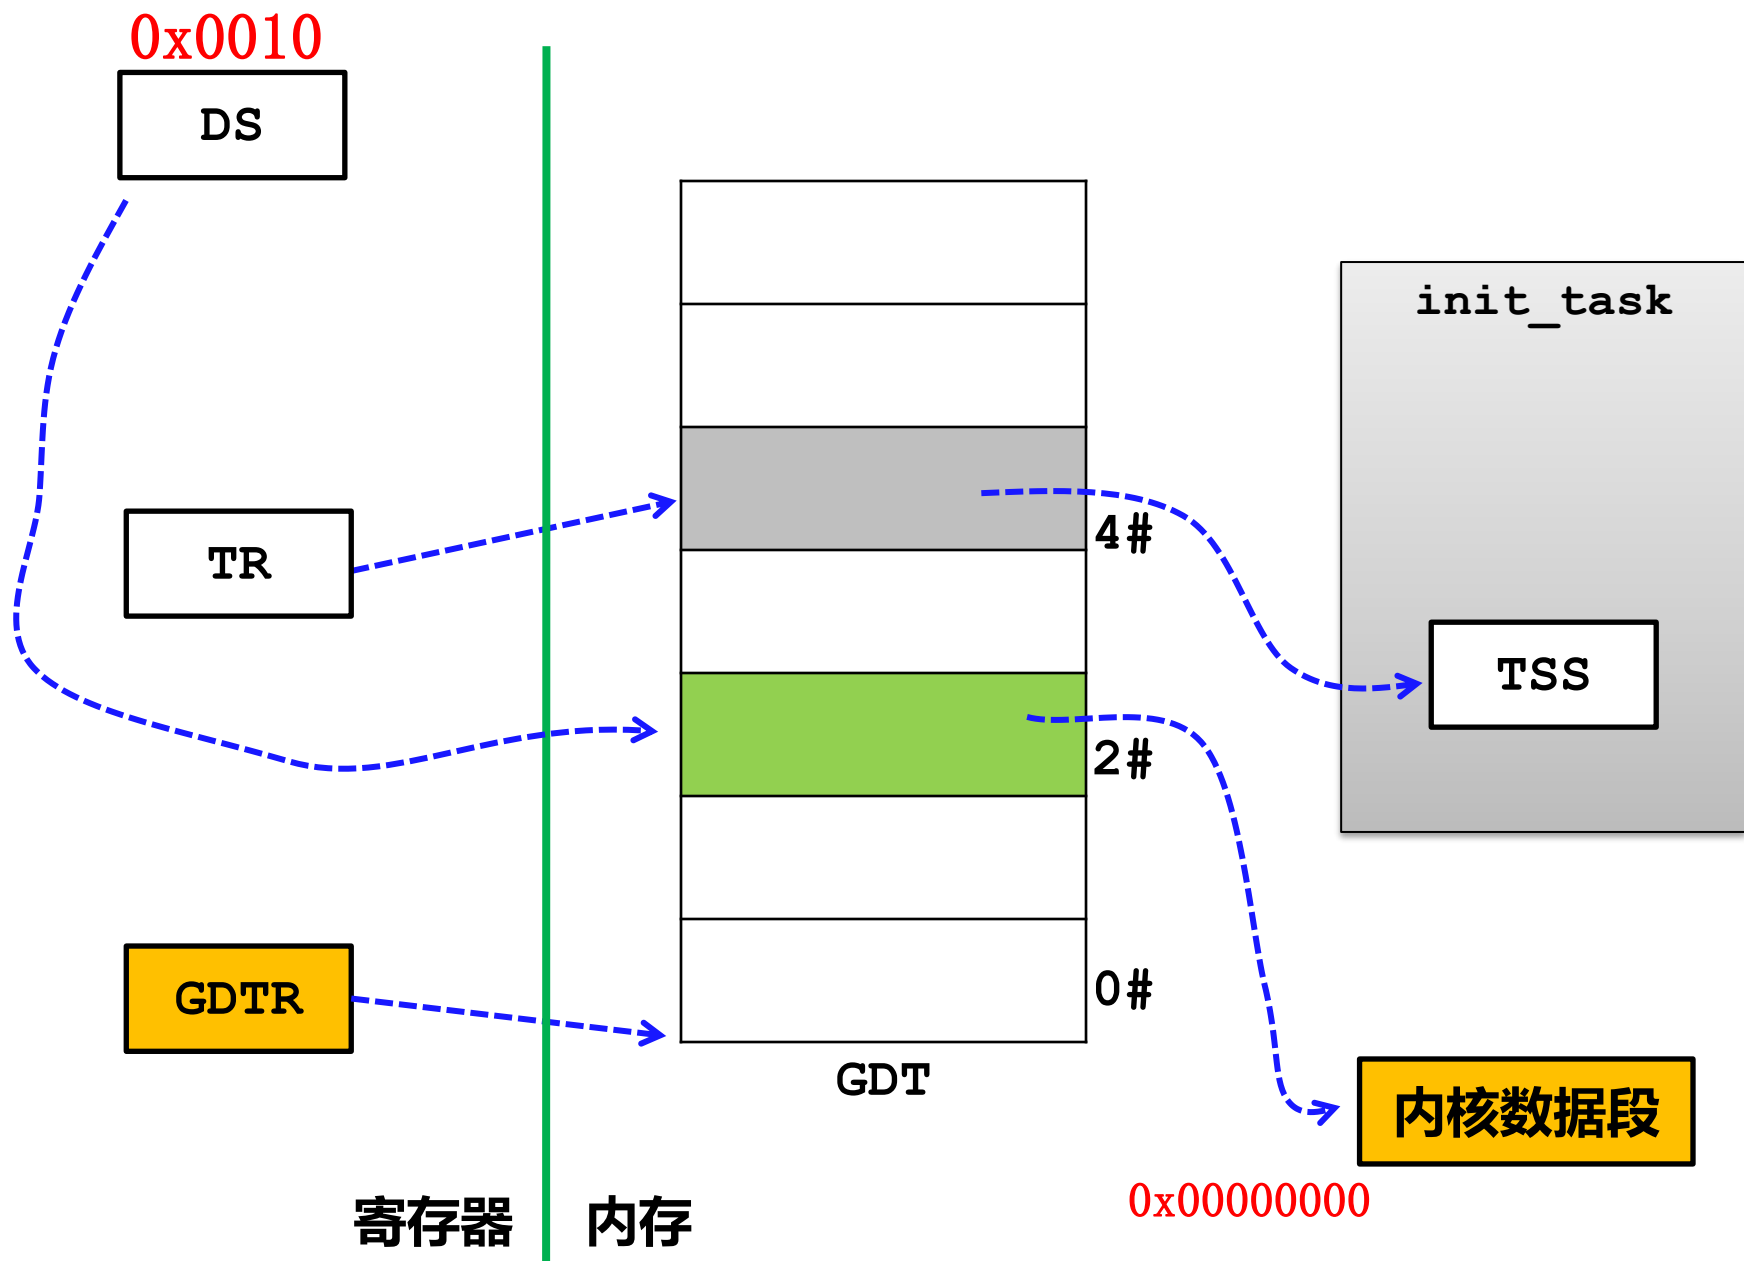 0x0010
DS
init_task
4#
TR
TSS
2#
0#
GDTR
GDT
内核数据段
0x00000000
寄存器
内存